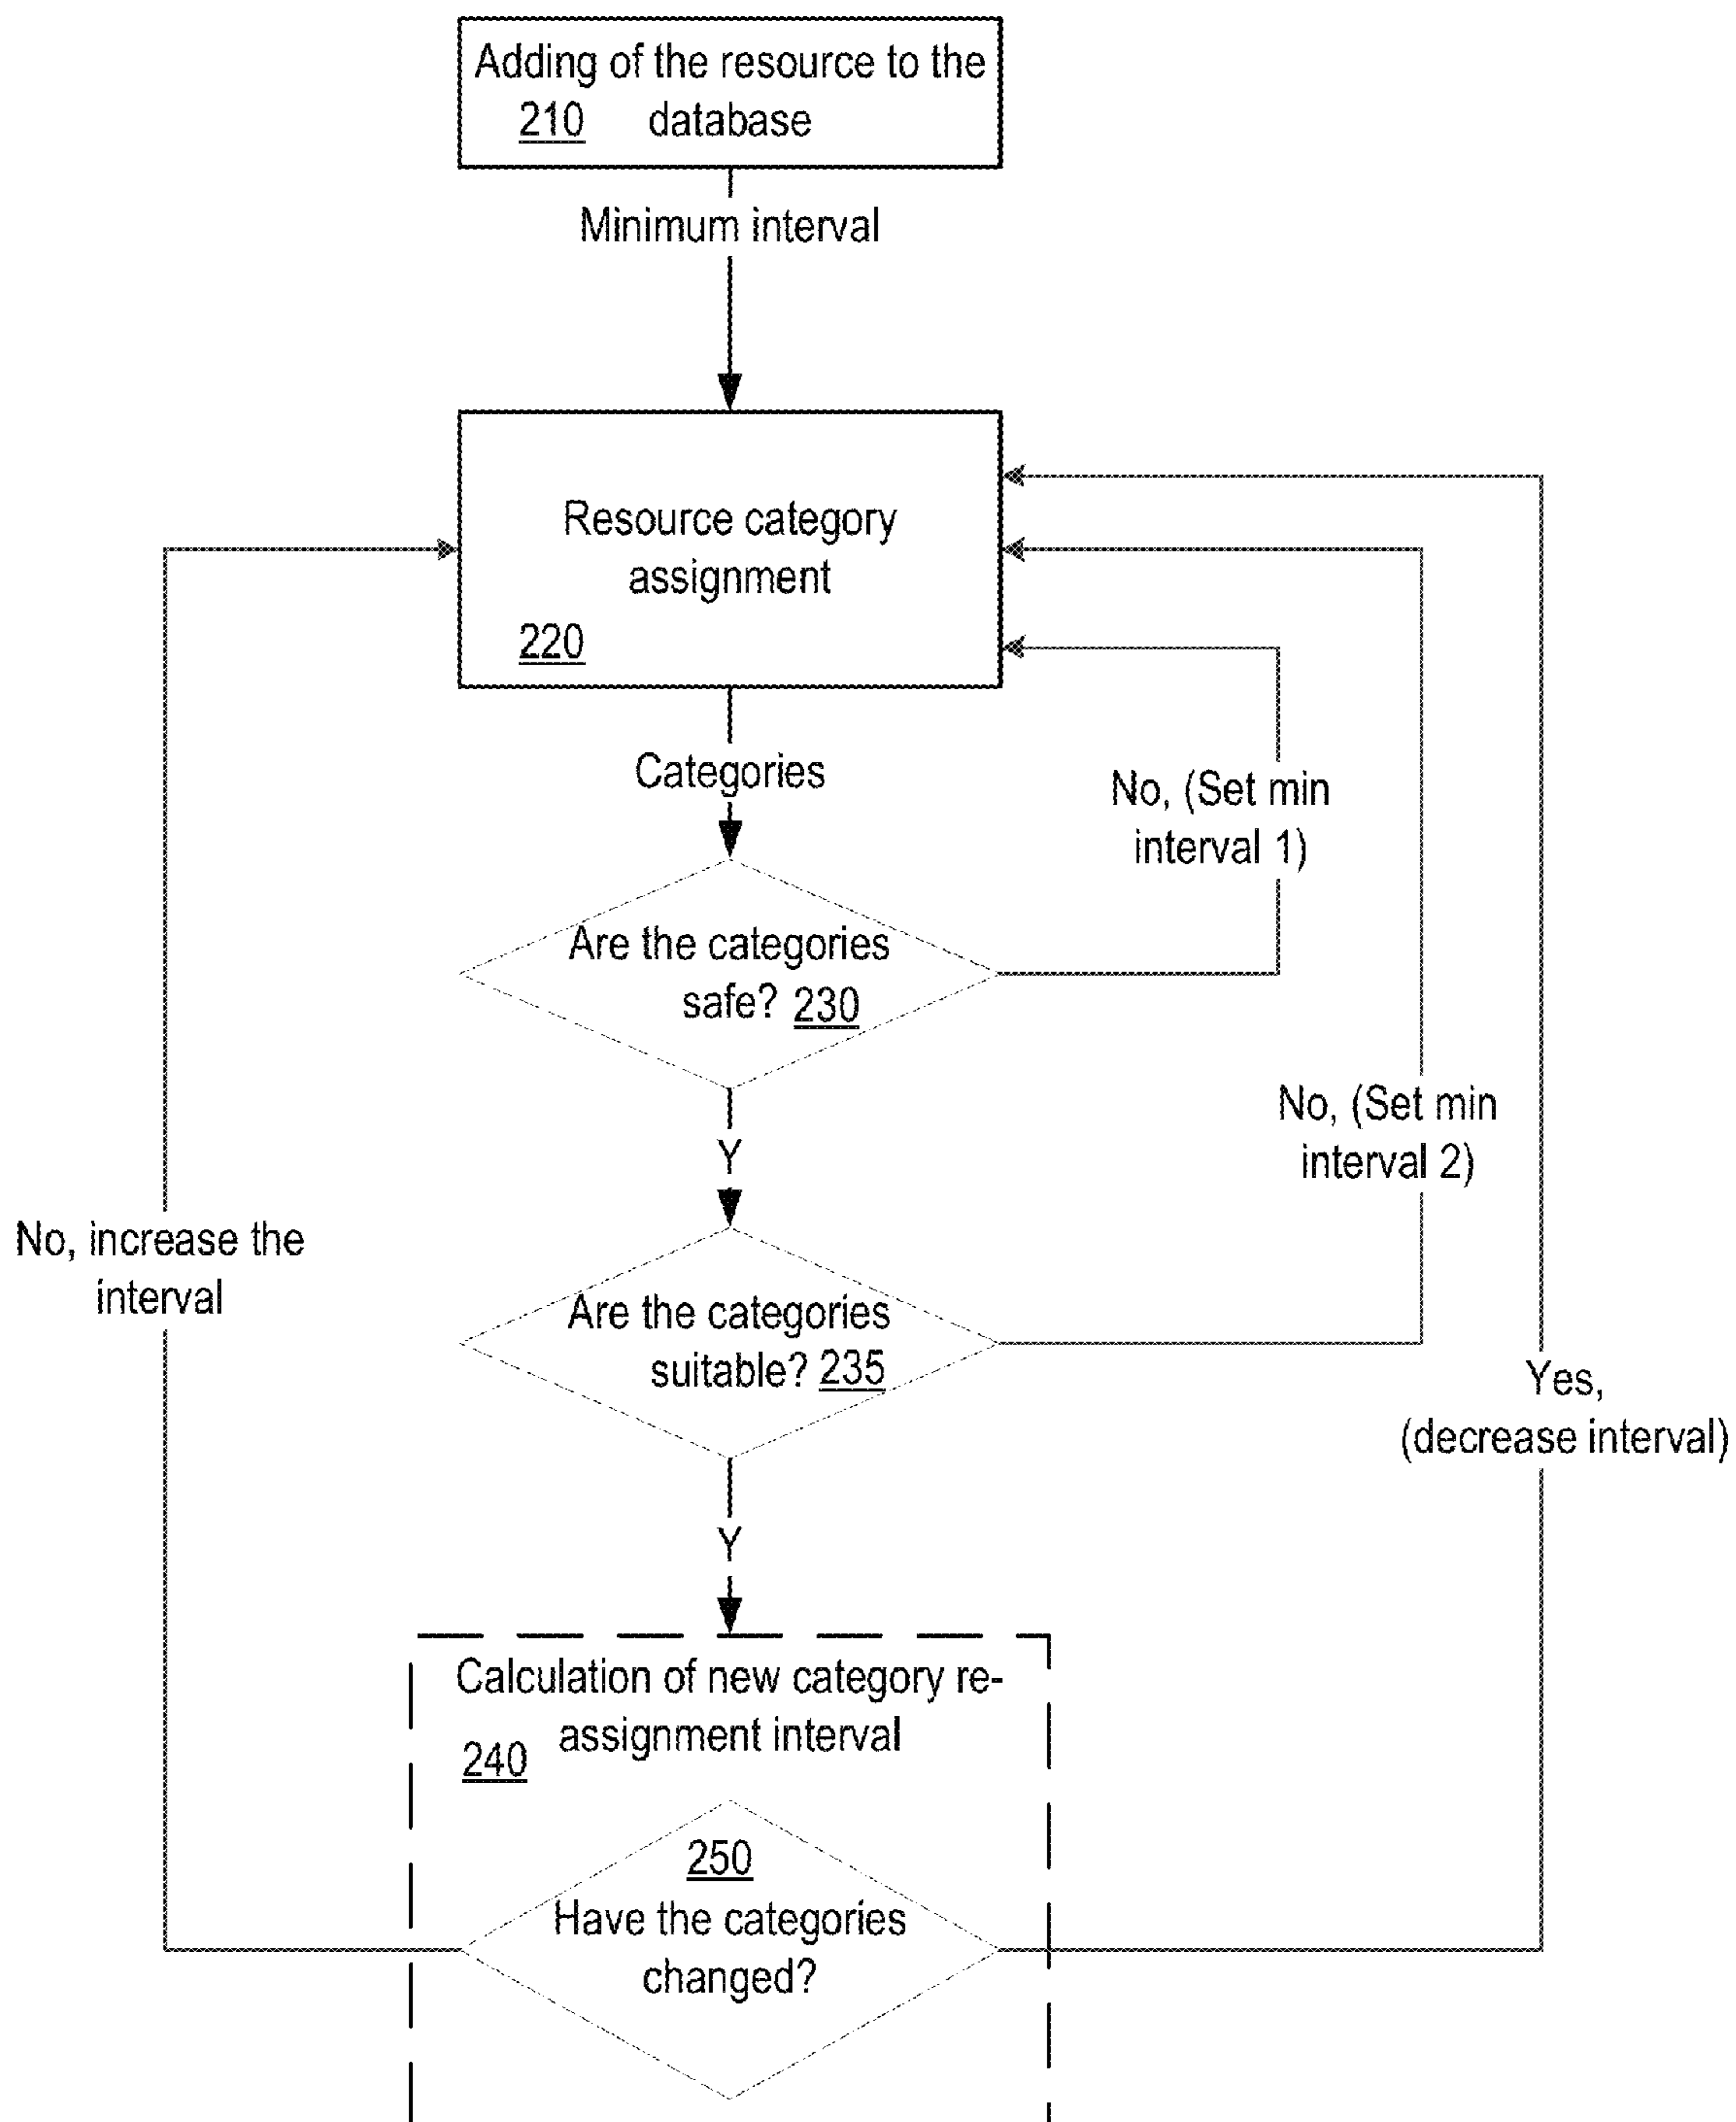 Adding of the resource to the
210 database
Minimum interval
Resource category
assignment
220
Categories
No, (Set min
interval 1)
Are the categories
safe? 230
No, (Set min
interval 2)
Y
No, increase the
interval
Are the categories
suitable? 235
Yes,
(decrease interval)
Y
Calculation of new category re-
assignment interval
240
250
Have the categories
changed?